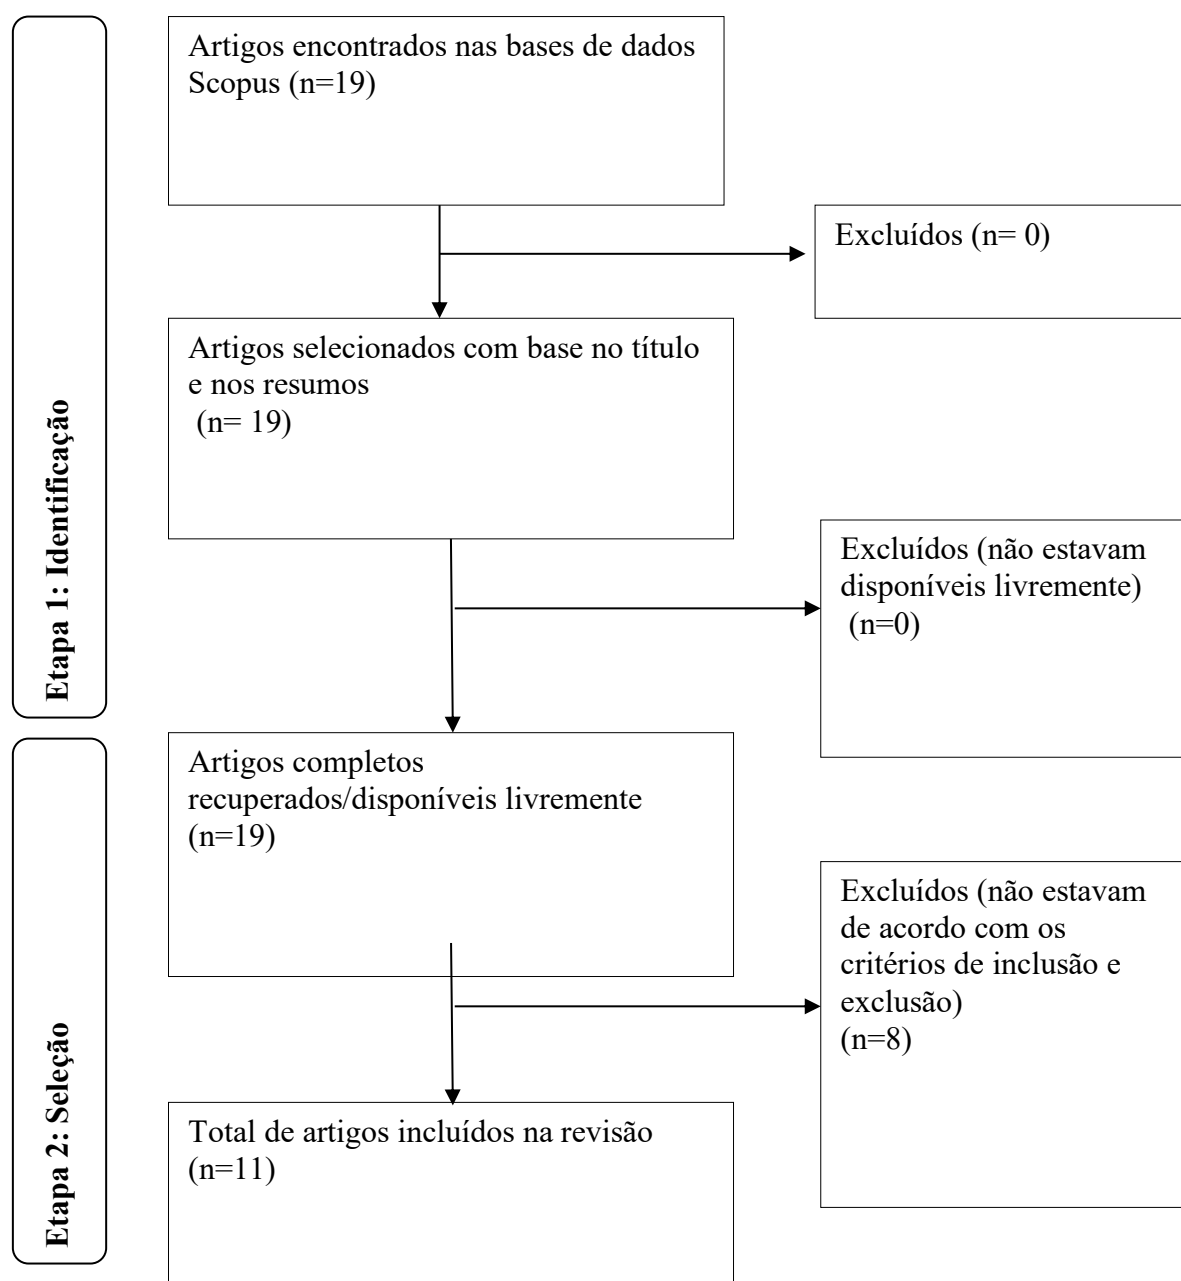 Etapa 1: Identificação
Artigos encontrados nas bases de dados
Scopus (n=19)
Excluídos (n= 0)
Artigos selecionados com base no título
e nos resumos
(n= 19)
Excluídos (não estavam
disponíveis livremente)
(n=0)
Etapa 2: Seleção
Artigos completos
recuperados/disponíveis livremente
(n=19)
Excluídos (não estavam
de acordo com os
critérios de inclusão e
exclusão)
(n=8)
Total de artigos incluídos na revisão
(n=11)